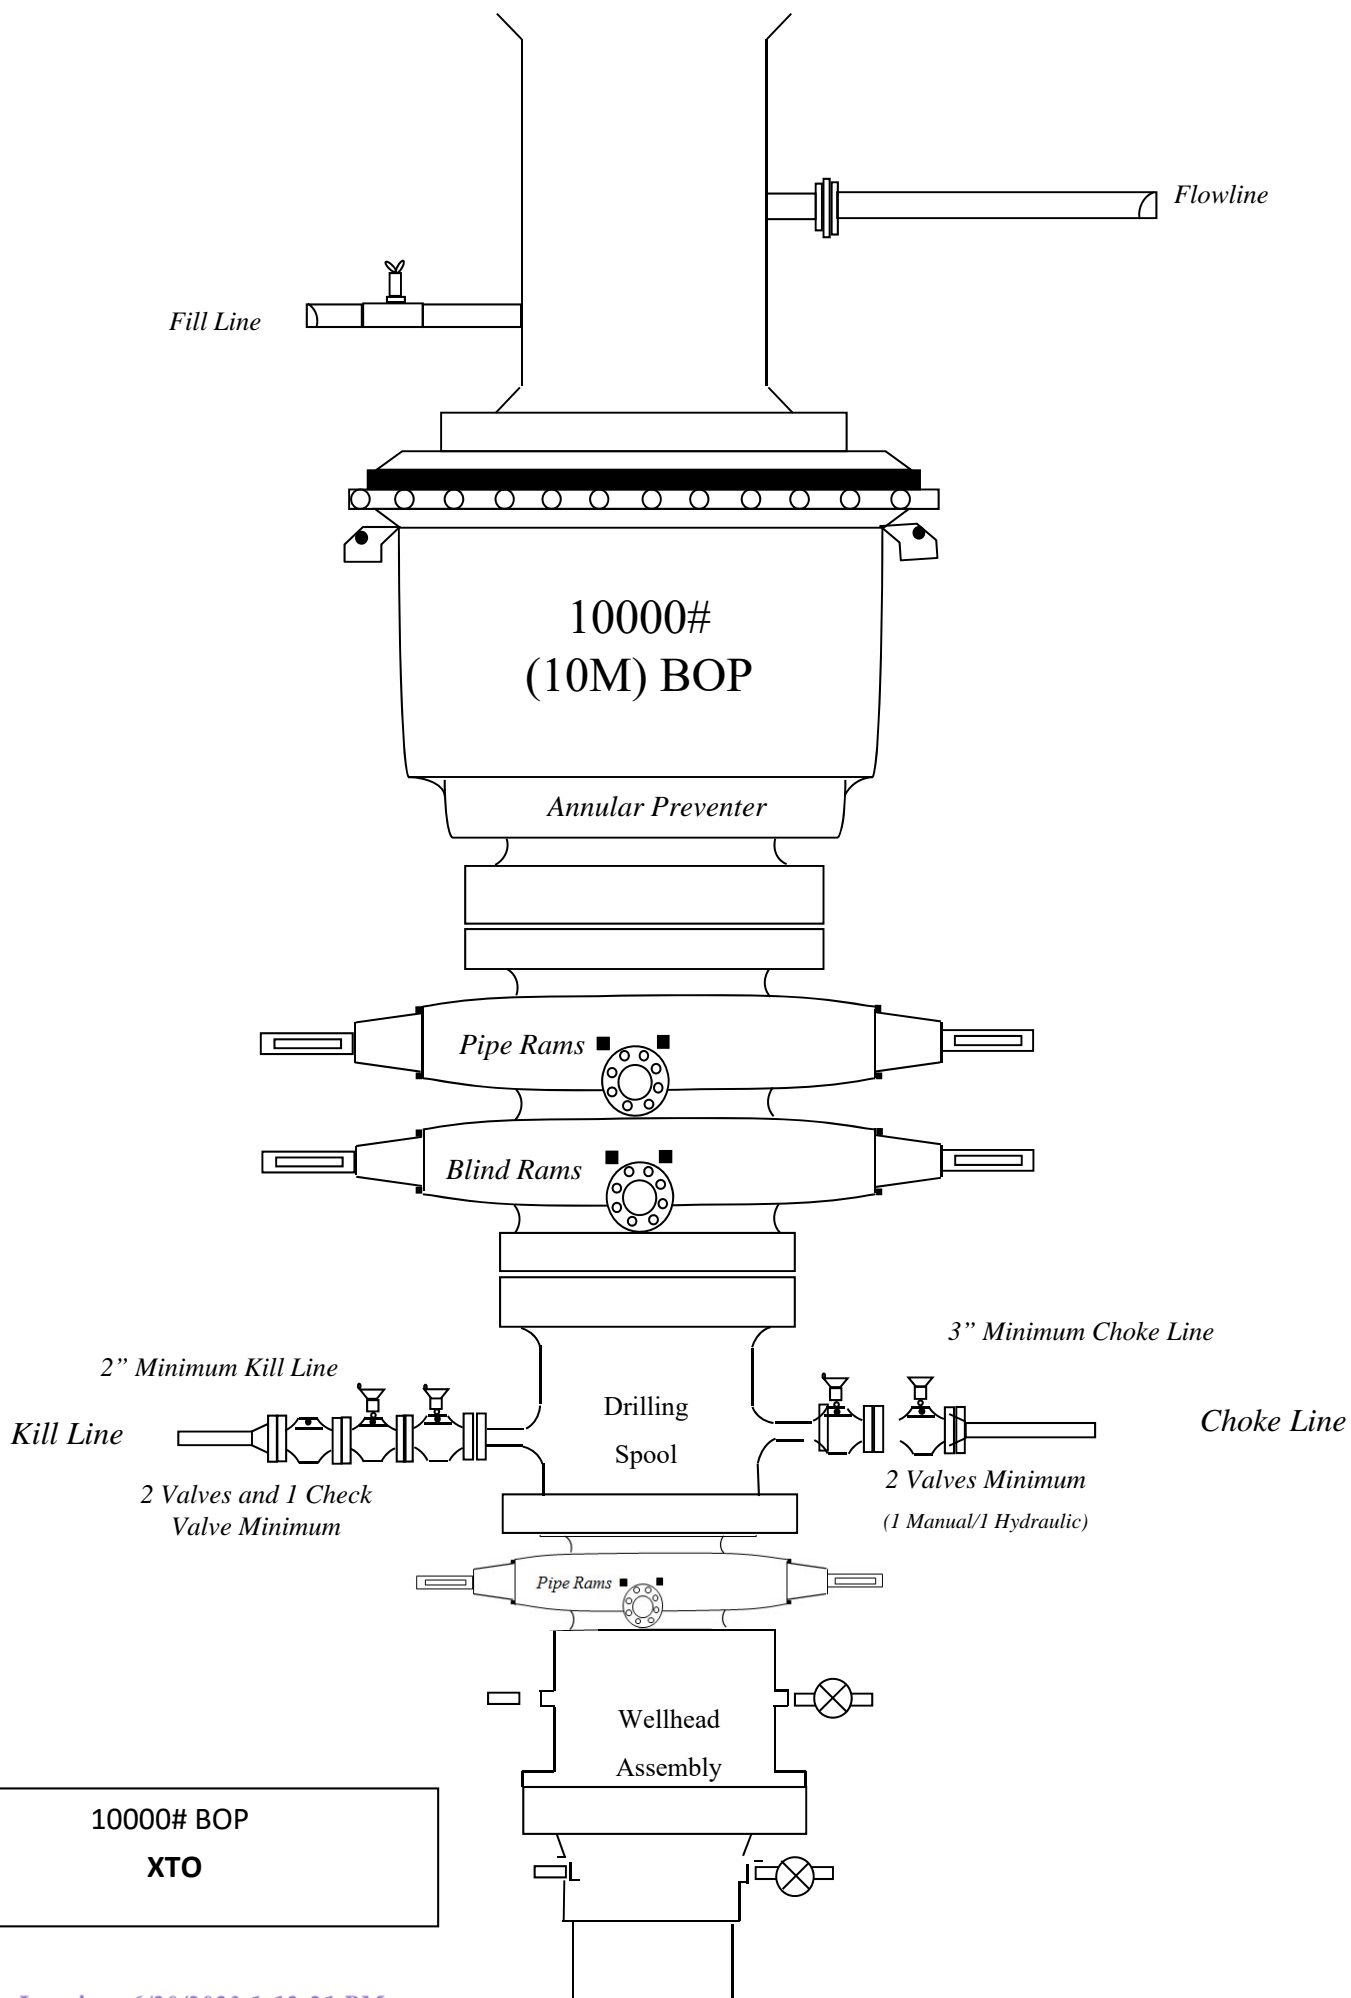 Flowline
Fill Line
10000#
(10M) BOP
Annular Preventer
Pipe Rams
Blind Rams
3” Minimum Choke Line
2” Minimum Kill Line
Drilling
Spool
Kill Line
Choke Line
2 Valves and 1 Check
Valve Minimum
2 Valves Minimum
(1 Manual/1 Hydraulic)
Pipe Rams
Wellhead
Assembly
10000# BOP
XTO